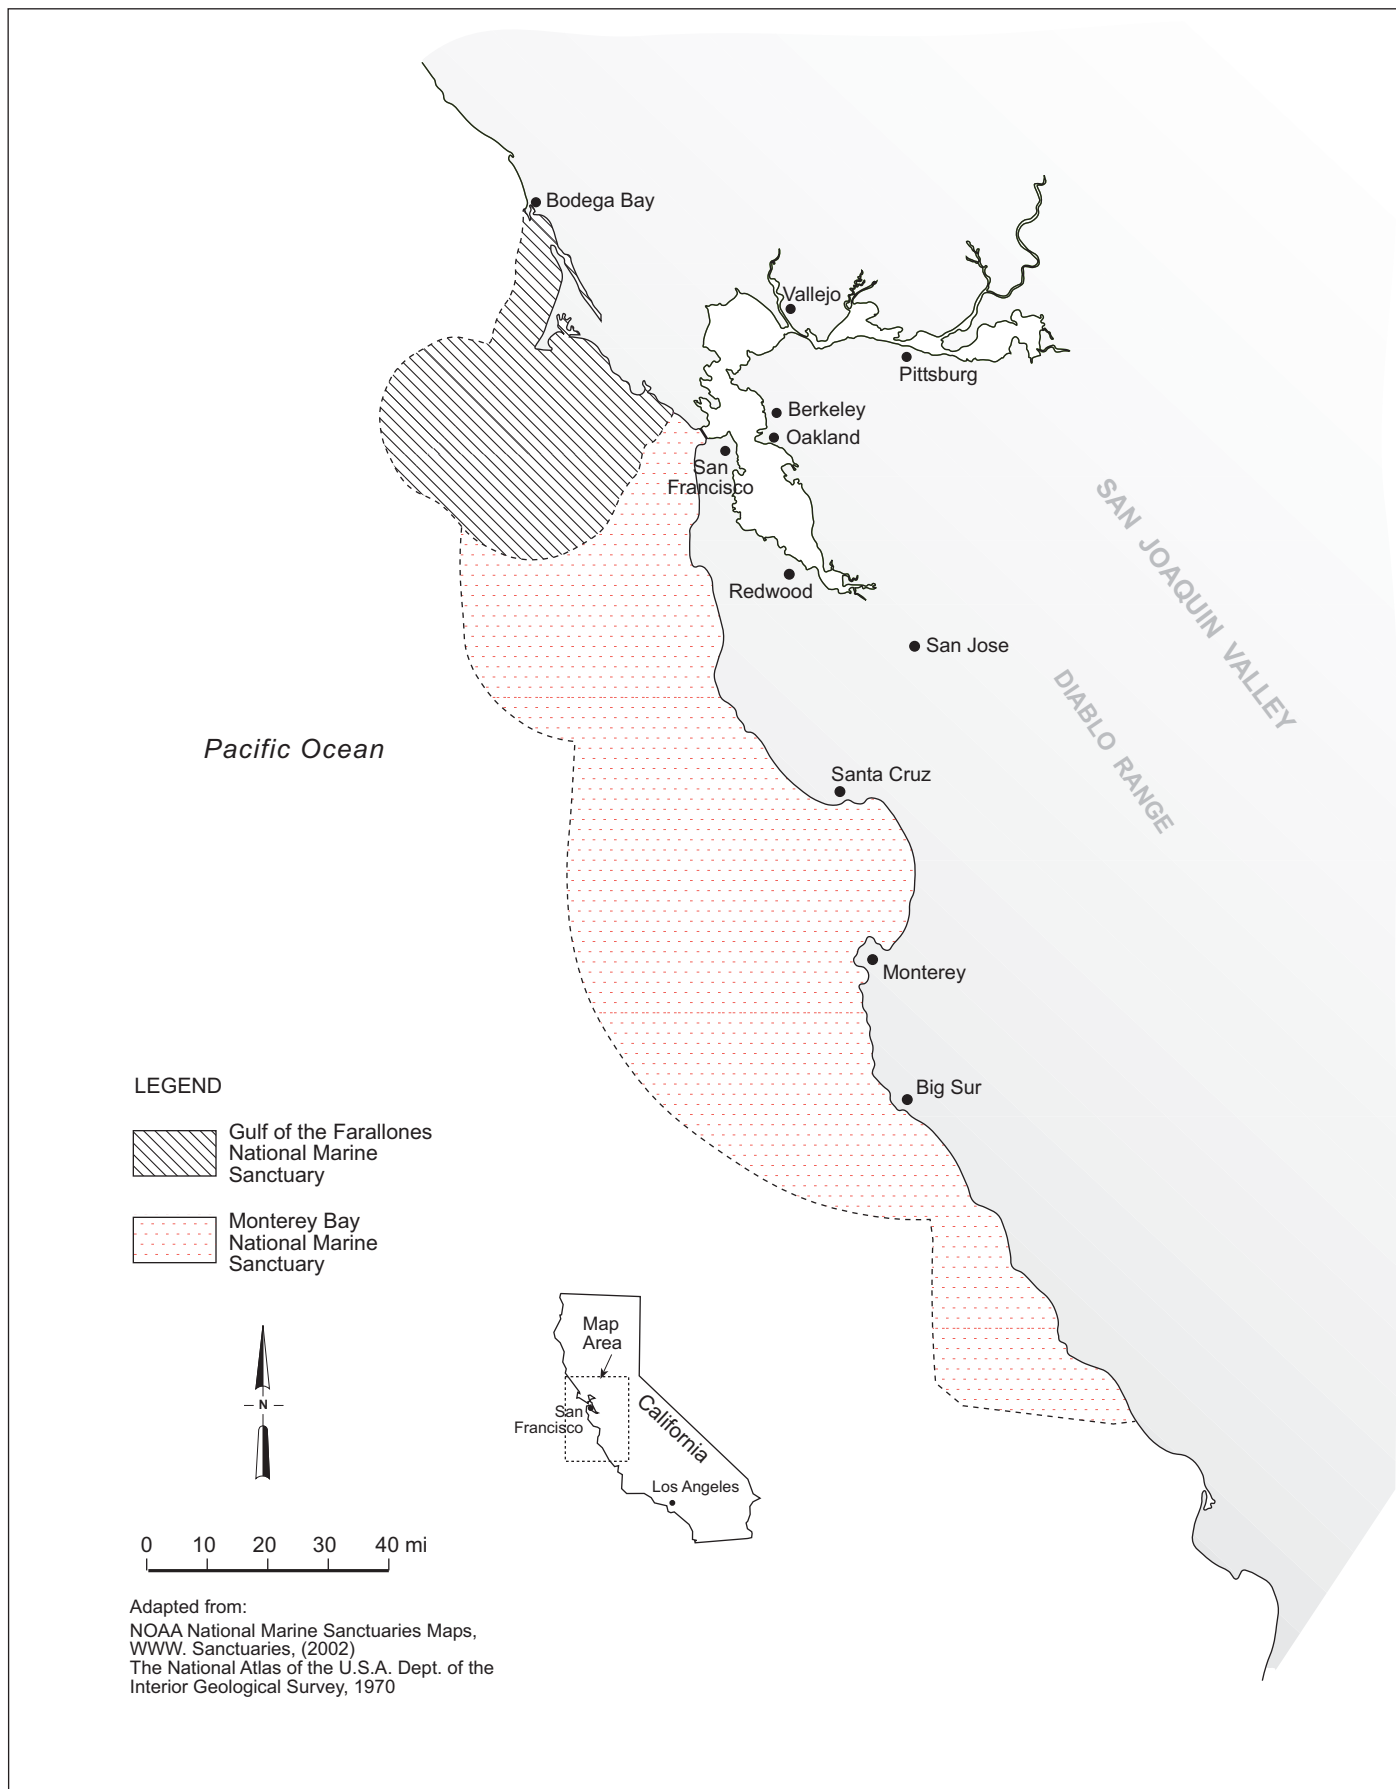 Bodega Bay
Vallejo
Pittsburg
Berkeley
Oakland
San
Francisco
SAN JOAQUIN VALLEY
Redwood
San Jose
DIABLO RANGE
Pacific Ocean
Santa Cruz
Monterey
Big Sur
LEGEND
Gulf of the Farallones
National Marine
Sanctuary
Monterey Bay
National Marine
Sanctuary
Map
Area
San
Francisco
California
Los Angeles
N
0 10 20 30 40 mi
Adapted from:
NOAA National Marine Sanctuaries Maps,
WWW. Sanctuaries, (2002)
The National Atlas of the U.S.A. Dept. of the
Interior Geological Survey, 1970